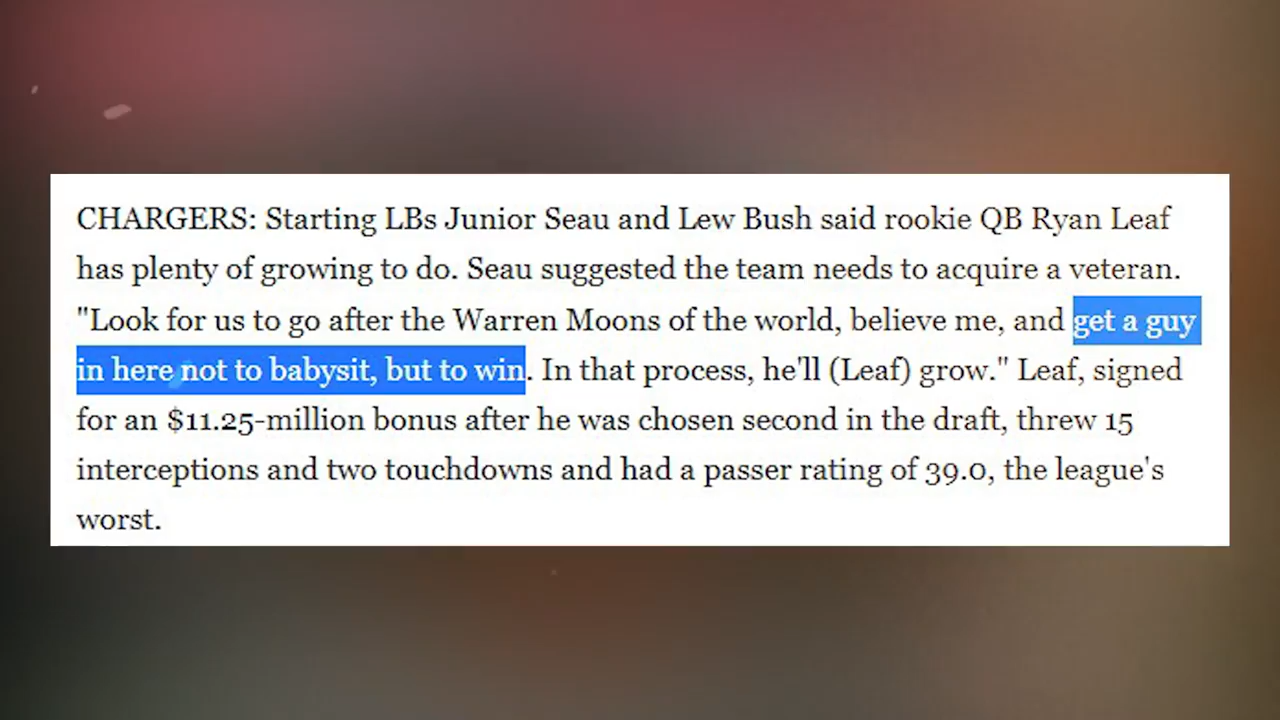 CHARGERS: Starting LBs Junior Seau and Lew Bush said rookie QB Ryan Leaf
has plenty of growing to do. Seau suggested the team needs to acquire a veteran.
"Look for us to go after the Warren Moons of the world, believe me, and get a guy
in here not to babysit, but to win. In that process, he'll (Leaf) grow." Leaf, signed
for an $11.25-million bonus after he was chosen second in the draft, threw 15
interceptions and two touchdowns and had a passer rating of 39.0, the league's
worst.